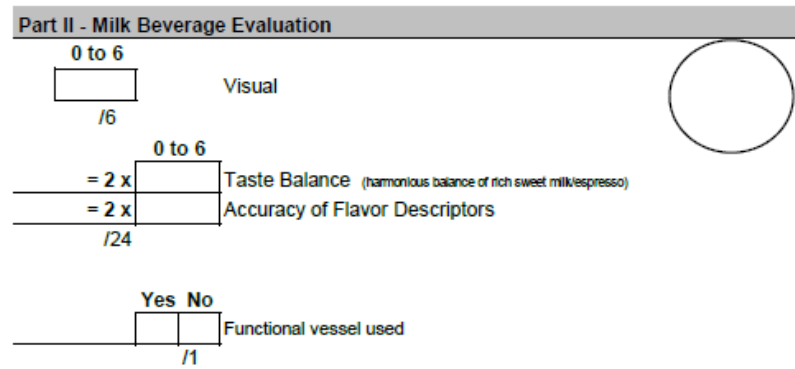 Part II - Milk Beverage Evaluation
0 to 6
Visual
/6
0 to 6
= 2 x Taste Balance (harmonious balance of rich sweet milk/espresso)
= 2 x Accuracy of Flavor Descriptors
/24
Yes No
Functional vessel used
/1